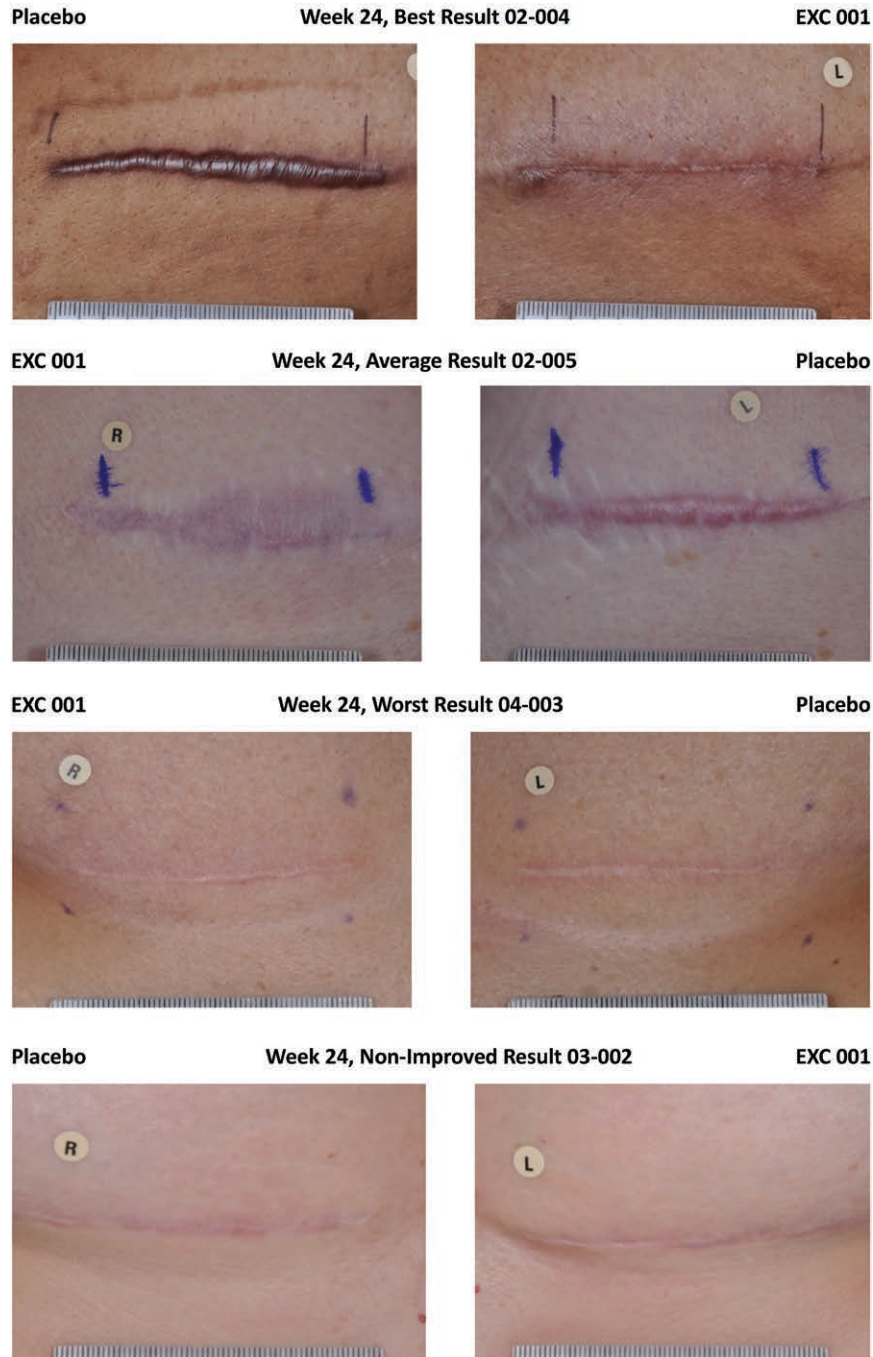 Placebo Week 24, Best Result 02-004 EXC 001
L
EXC 001 Week 24, Average Result 02-005 Placebo
R L
EXC 001 Week 24, Worst Result 04-003 Placebo
R L
Placebo Week 24, Non-Improved Result 03-002 EXC 001
R L